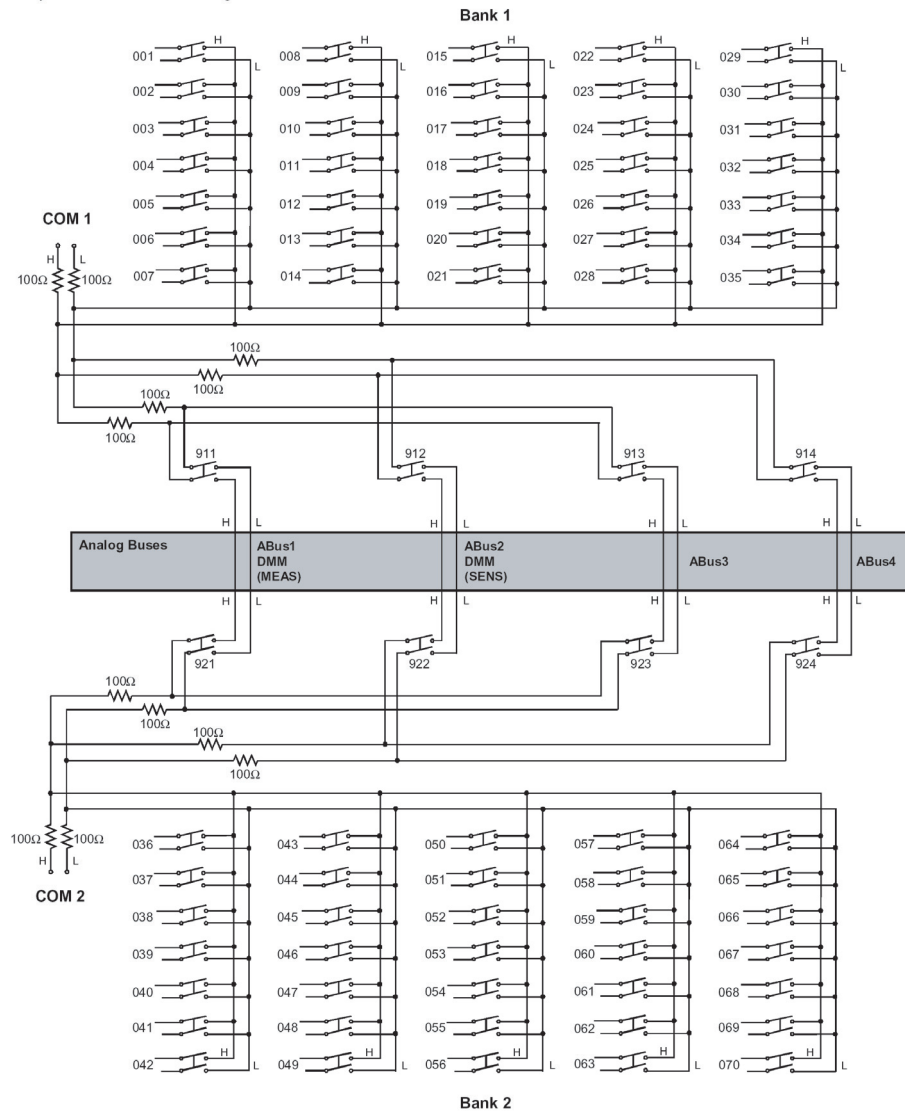 Bank 1
H H H H H
001 008 015 022 029
L L L L L
002 009 016 023 030
003 010 017 024 031
004 011 018 025 032
005 012 019 026 033
COM 1
006 013 020 027 034
H L
007 014 021 028 035
100Ω 100Ω
100Ω
100Ω
100Ω
100Ω
911 912 913 914
H L H L H L H L
Analog Buses
ABus1
DMM
(MEAS)
ABus2
DMM
(SENS)
ABus3
ABus4
H L H L H L H L
921 922 923 924
100Ω
100Ω
100Ω
100Ω
100Ω 100Ω
036 043 050 057 064
H L
037 044 051 058 065
COM 2
038 045 052 059 066
039 046 053 060 067
040 047 054 061 068
041 048 055 062 069
H H H H H
042 049 056 063 070
L L L L L
Bank 2